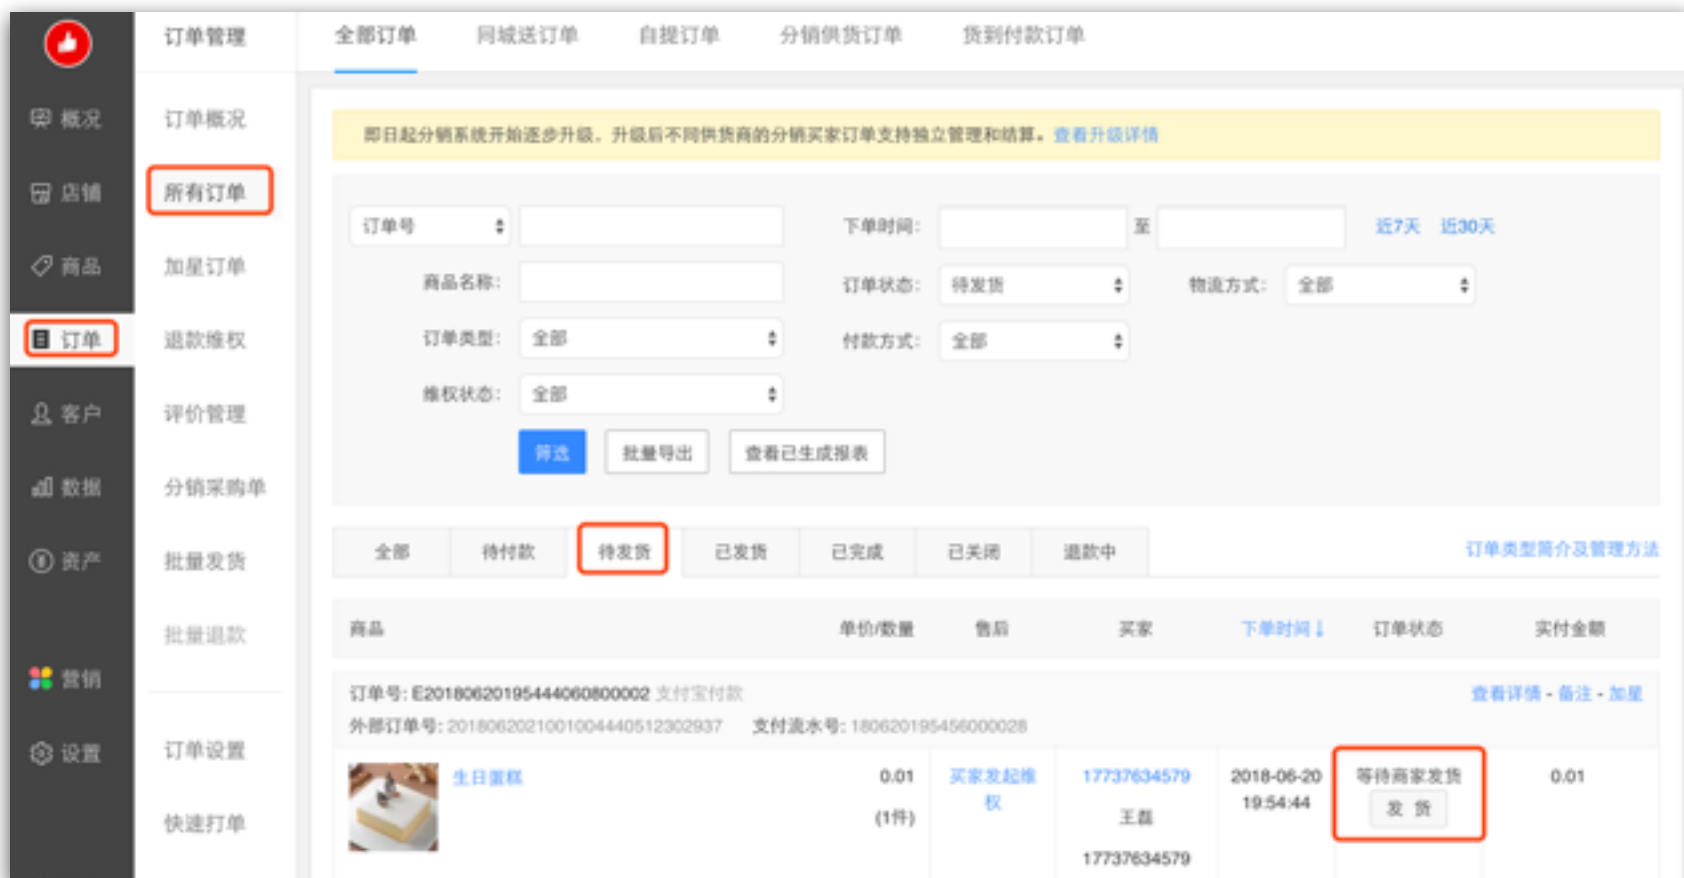 订单管理
全部订单 同城送订单 自提订单 分销供货订单 货到付款订单
概况
店铺
商品
订单
客户
数据
资产
营销
设置
订单概况
所有订单
加星订单
退款维权
评价管理
分销采购单
批量发货
批量退款
订单设置
快速打单
即日起分销系统开始逐步升级，升级后不同供货商的分销买家订单支持独立管理和结算。查看升级详情
订单号 下单时间： 至 近7天 近30天
商品名称： 订单状态： 待发货 物流方式： 全部
订单类型： 全部 付款方式： 全部
维权状态： 全部
筛选 批量导出 查看已生成报表
全部 待付款 待发货 已发货 已完成 已关闭 退款中 订单类型简介及管理方法
商品 单价/数量 售后 买家 下单时间↓ 订单状态 实付金额
订单号: E20180620195444060800002 支付宝付款 查看详情 - 备注 - 加星
外部订单号: 2018062021001004440512302937 支付流水号: 180620195456000028
生日蛋糕 0.01 买家发起维权 17737634579 2018-06-20 等待商家发货 0.01
(1件) 王磊 19:54:44 发 货
17737634579